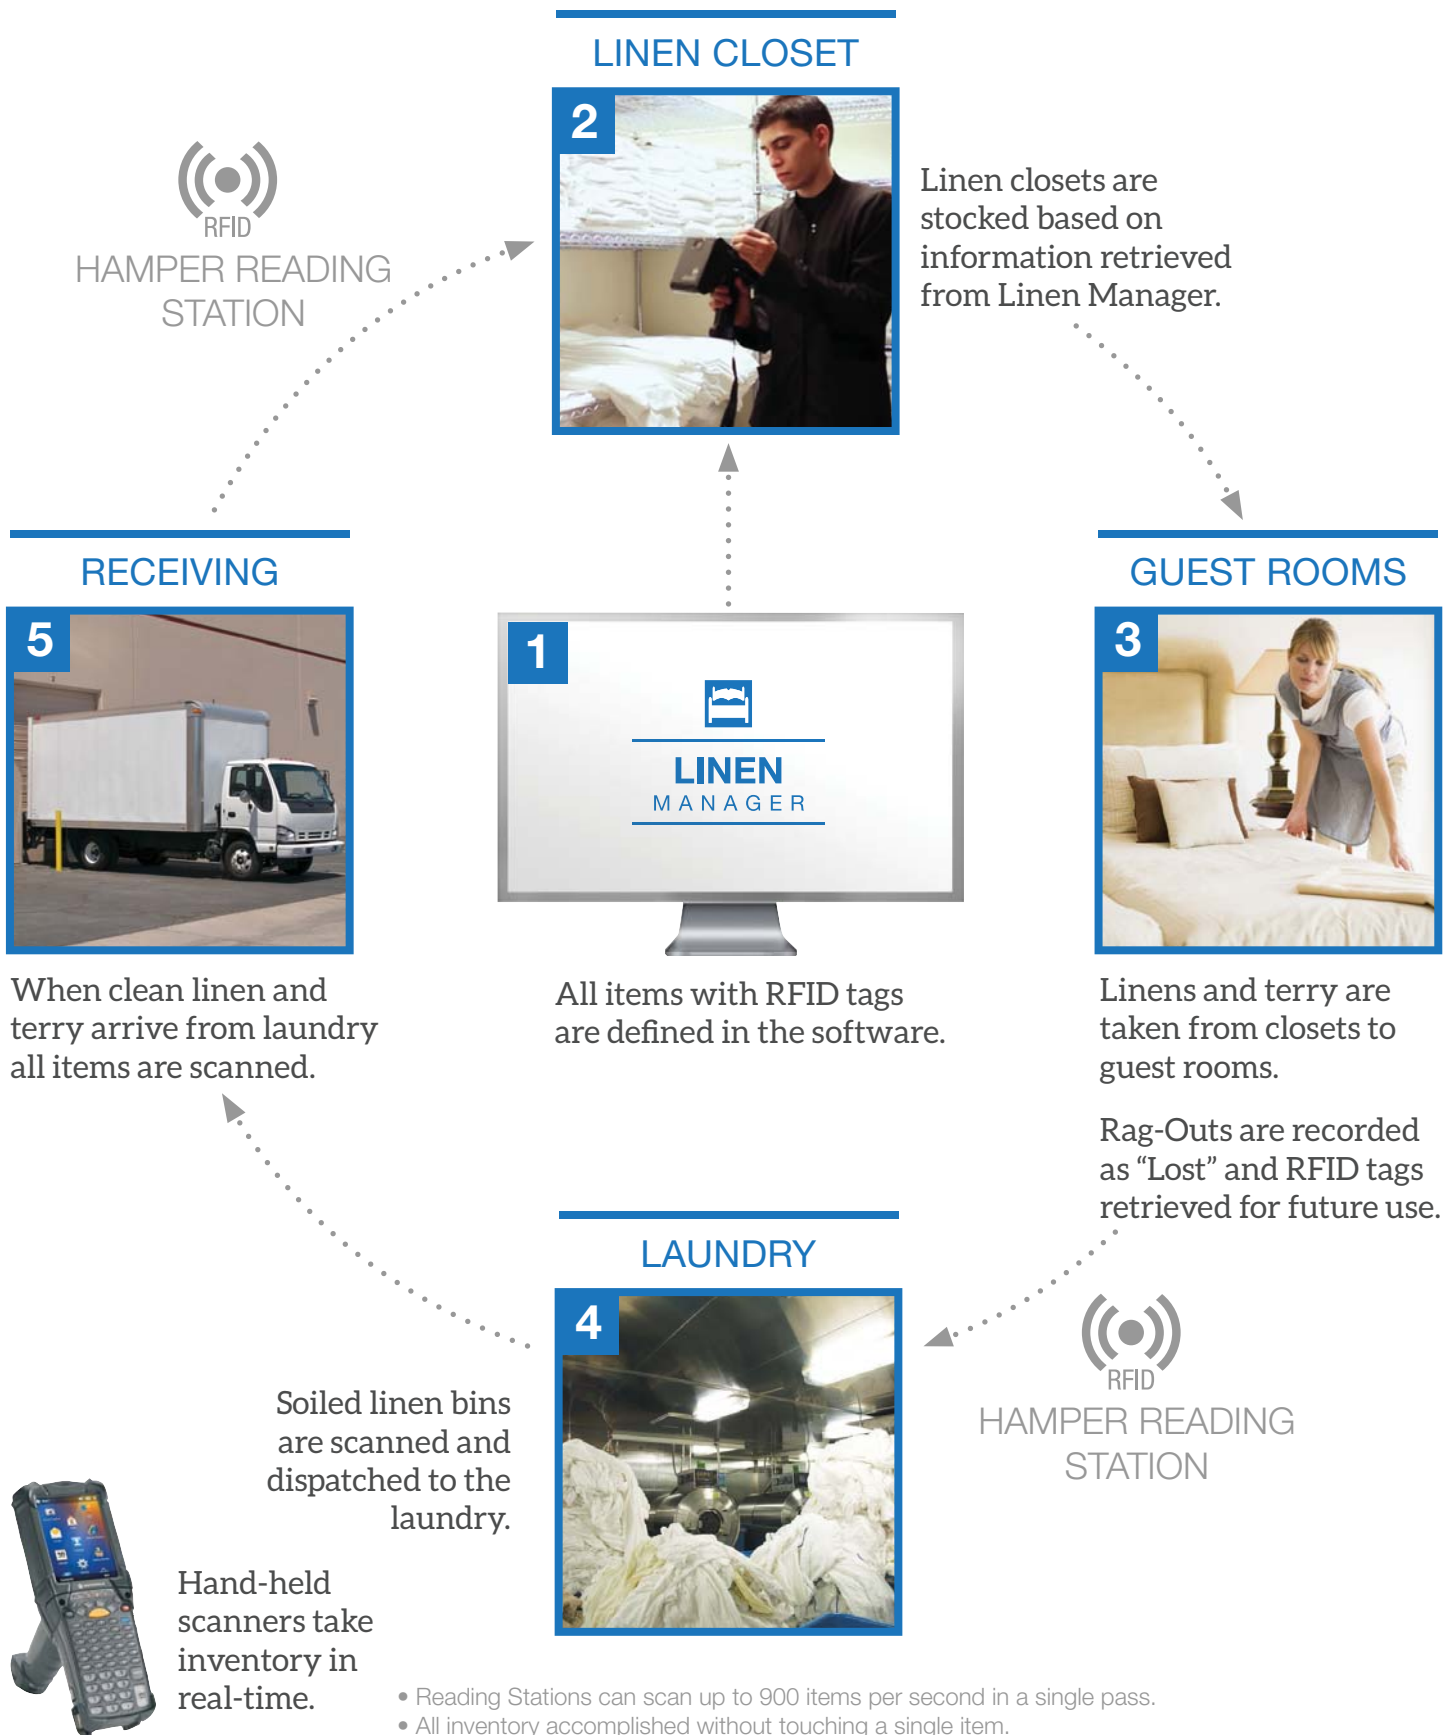 LINEN CLOSET
2
Linen closets are
stocked based on
information retrieved
from Linen Manager.
RFID
HAMPER READING
STATION
RECEIVING
5
When clean linen and
terry arrive from laundry
all items are scanned.
1
LINEN
MANAGER
All items with RFID tags
are defined in the software.
GUEST ROOMS
3
Linens and terry are
taken from closets to
guest rooms.
Rag-Outs are recorded
as “Lost” and RFID tags
retrieved for future use.
LAUNDRY
4
RFID
HAMPER READING
STATION
Soiled linen bins
are scanned and
dispatched to the
laundry.
Hand-held
scanners take
inventory in
real-time.
• Reading Stations can scan up to 900 items per second in a single pass.
• All inventory accomplished without touching a single item.